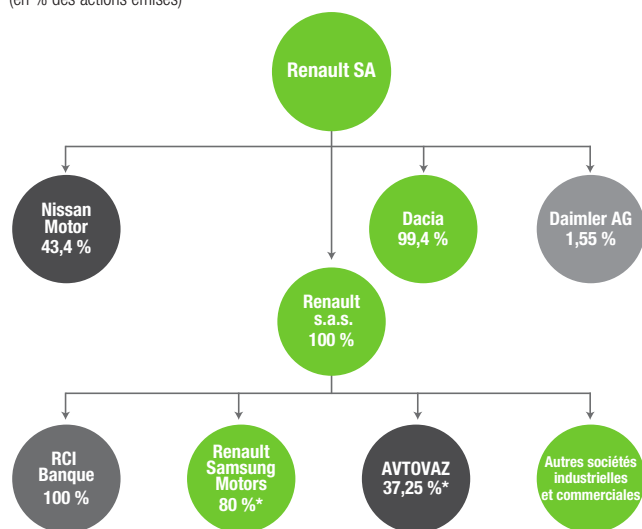 (en % des actions émises)
Renault SA
Nissan
Motor
43,4 %
Dacia
99,4 %
Daimler AG
1,55 %
Renault
s.a.s.
100 %
RCI
Banque
100 %
Renault
Samsung
Motors
80 %*
AVTOVAZ
37,25 %*
Autres sociétés
industrielles
et commerciales